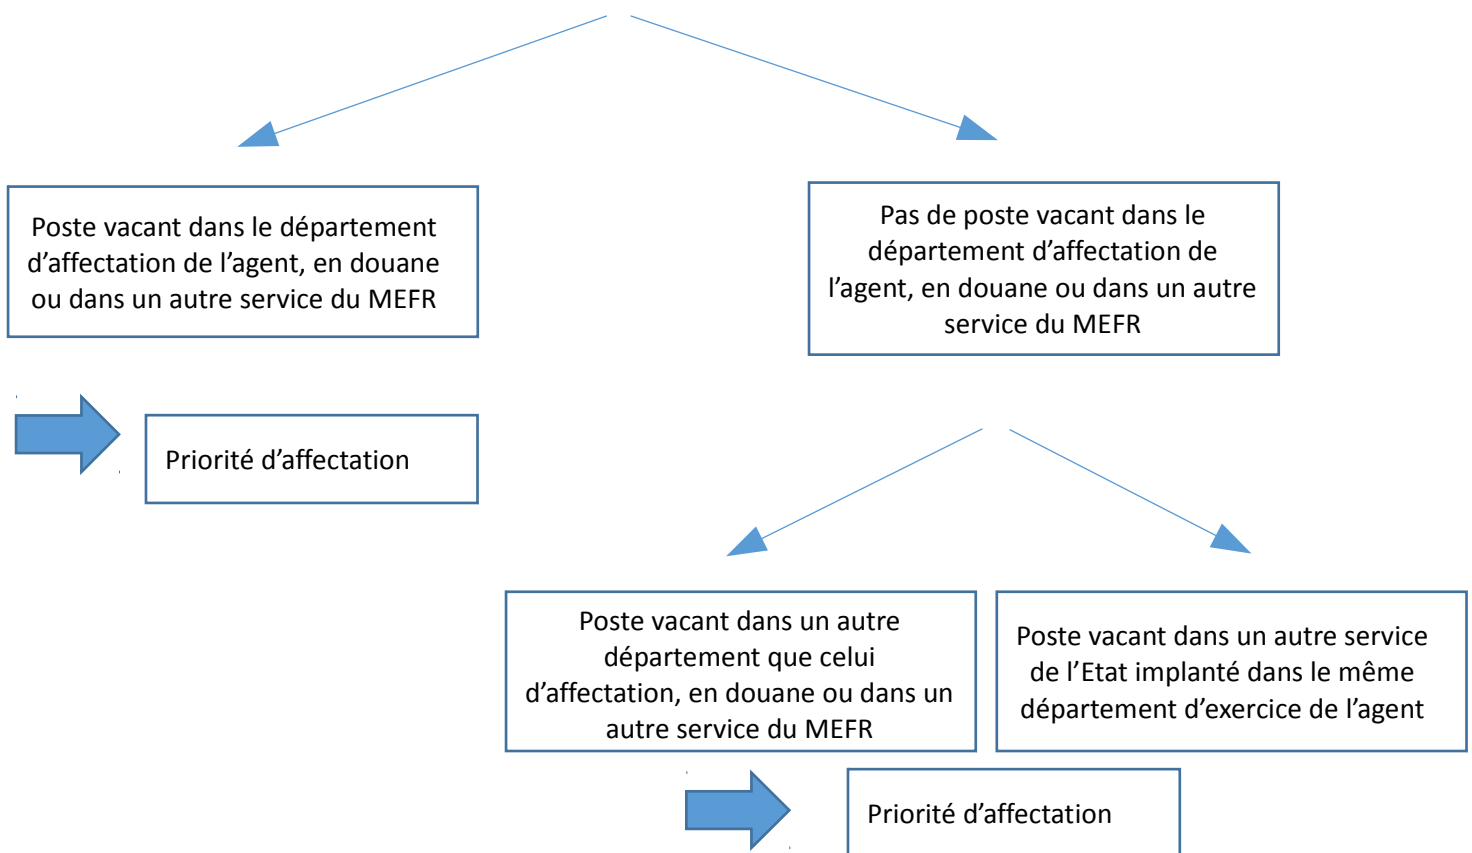 Poste vacant dans le département
d’affectation de l’agent, en douane
ou dans un autre service du MEFR
Pas de poste vacant dans le
département d’affectation de
l’agent, en douane ou dans un autre
service du MEFR
Priorité d’affectation
Poste vacant dans un autre
département que celui
d’affectation, en douane ou dans un
autre service du MEFR
Poste vacant dans un autre service
de l’Etat implanté dans le même
département d’exercice de l’agent
Priorité d’affectation